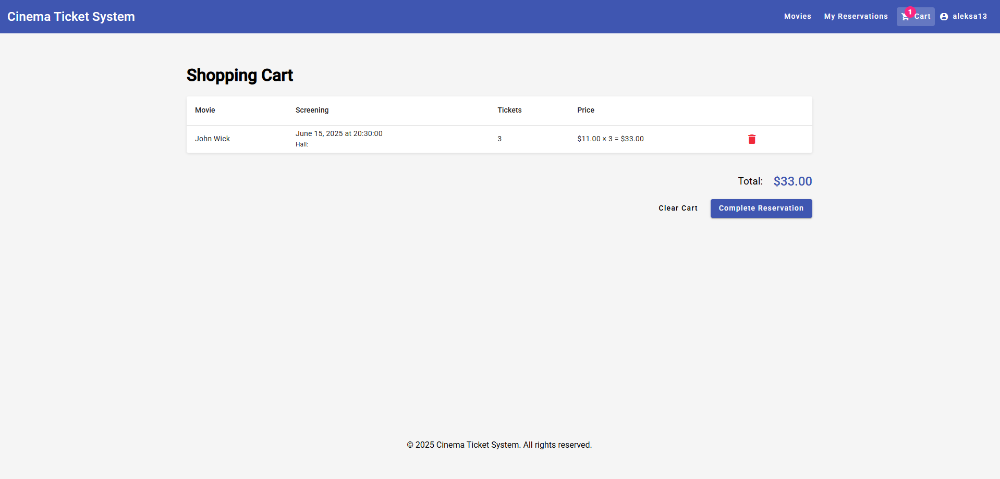 Cinema Ticket System
Movies
My Reservations
1
Cart
aleksa13
Shopping Cart
Movie Screening Tickets Price
John Wick June 15, 2025 at 20:30:00 3 $11.00 × 3 = $33.00
Hall:
Total: $33.00
Clear Cart Complete Reservation
© 2025 Cinema Ticket System. All rights reserved.